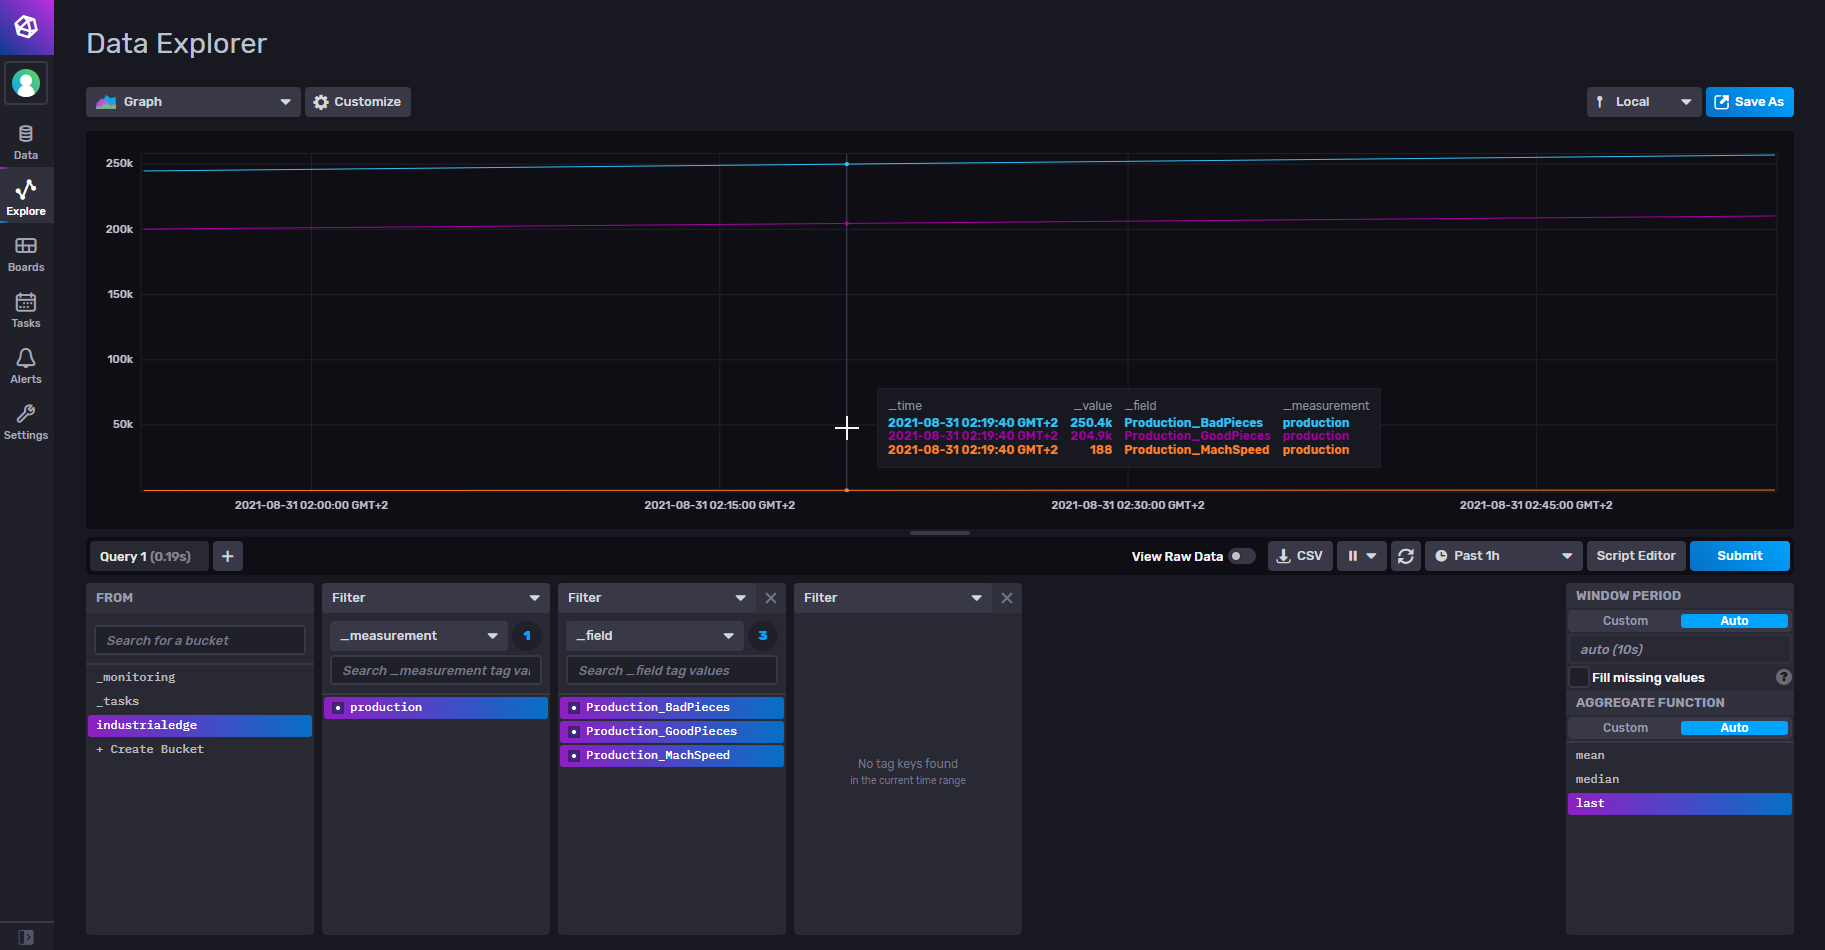 Data Explorer
Graph
Customize
Local
Save As
Data
Explore
Boards
Tasks
Alerts
Settings
250k
200k
150k
100k
50k
_time _value _field _measurement
2021-08-31 02:19:40 GMT+2 250.4k Production_BadPieces production
2021-08-31 02:19:40 GMT+2 204.9k Production_GoodPieces production
2021-08-31 02:19:40 GMT+2 188 Production_MachSpeed production
2021-08-31 02:00:00 GMT+2 2021-08-31 02:15:00 GMT+2 2021-08-31 02:30:00 GMT+2 2021-08-31 02:45:00 GMT+2
Query 1 (0.19s)
+
View Raw Data
CSV
Past 1h
Script Editor
Submit
FROM
Search for a bucket
_monitoring
_tasks
industrialedge
+ Create Bucket
Filter
_measurement
1
Search _measurement tag val
production
Filter
_field
3
Search _field tag values
Production_BadPieces
Production_GoodPieces
Production_MachSpeed
Filter
No tag keys found
in the current time range
WINDOW PERIOD
Custom Auto
auto (10s)
Fill missing values
?
AGGREGATE FUNCTION
Custom Auto
mean
median
last